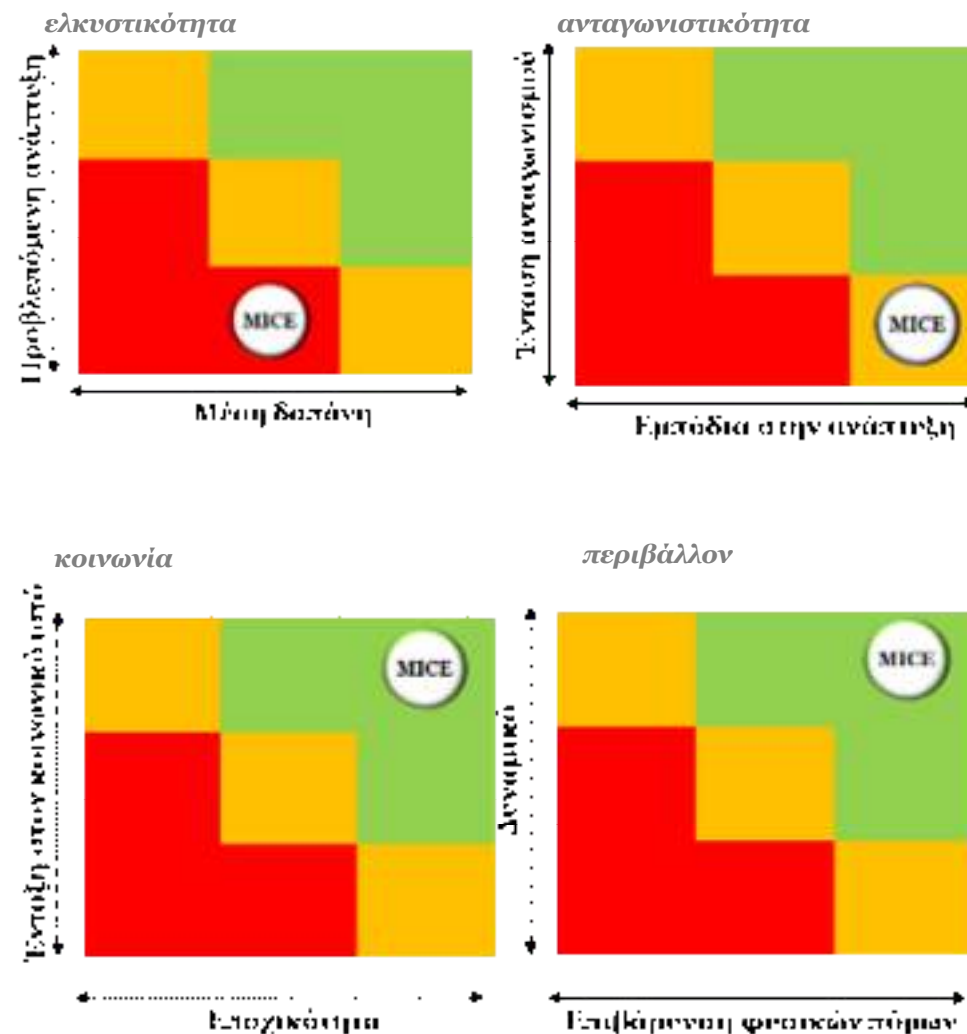 ελκυστικότητα
ανταγωνιστικότητα
Προβλεπόμενη ανάπτυξη
MICE
Μέση δαπάνη
Ένταση ανταγωνισμού
MICE
Εμπόδια στην ανάπτυξη
κοινωνία
περιβάλλον
στον κοινωνικό ιστό
MICE
Εποχικότητα
Δυναμικό
MICE
Επιβάρυνση φυσικών πόρων